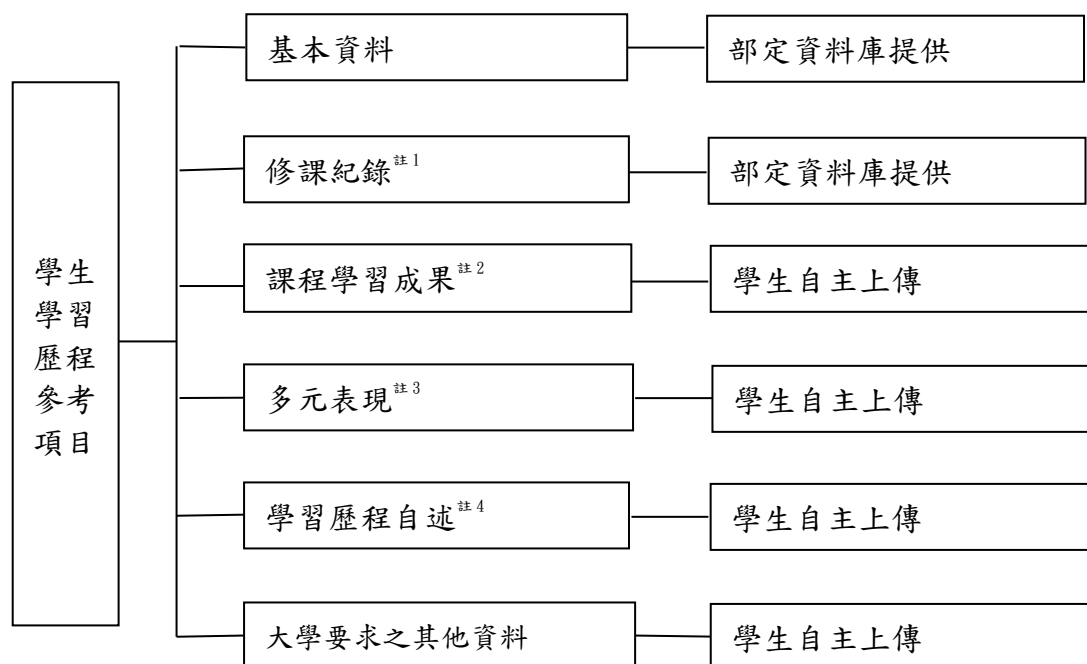 學生
學習
歷程
參考
項目
基本資料
部定資料庫提供
修課紀錄註1
部定資料庫提供
課程學習成果註2
學生自主上傳
多元表現註3
學生自主上傳
學習歷程自述註4
學生自主上傳
大學要求之其他資料
學生自主上傳